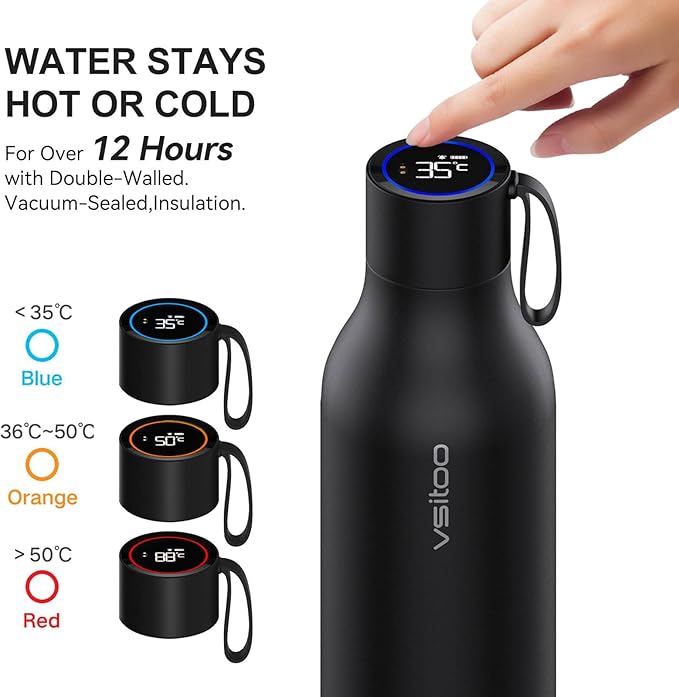 WATER STAYS
HOT OR COLD
For Over 12 Hours
with Double-Walled.
Vacuum-Sealed,Insulation.
35°C
< 35℃
Blue
35°C
36℃~50℃
Orange
50°C
> 50℃
Red
88°C
vsitoo